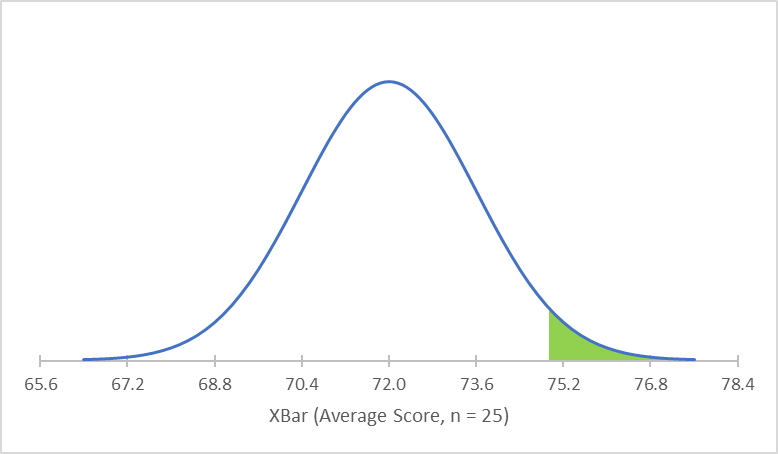 65.6 67.2 68.8 70.4 72.0 73.6 75.2 76.8 78.4
XBar (Average Score, n = 25)